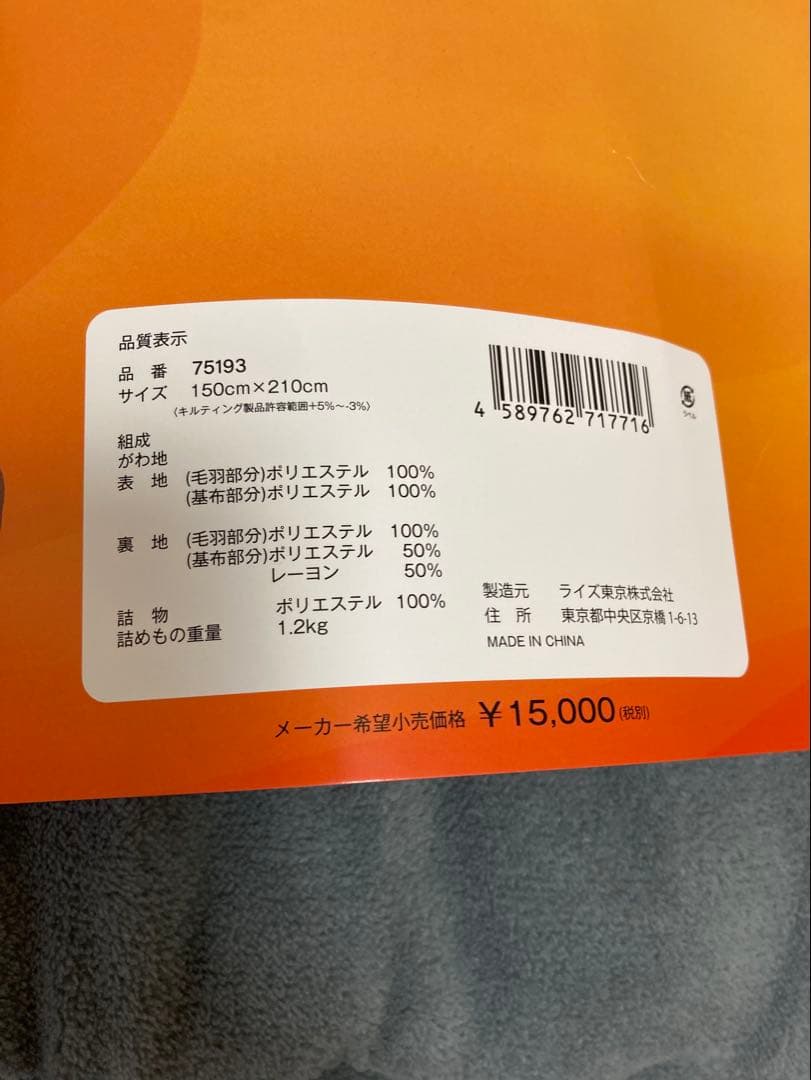 品質表示
品 番 75193
サイズ 150cm×210cm
(キルティング製品許容範囲+5%~-3%)
4 589762 717716
組成
がわ地
表 地 (毛羽部分)ポリエステル 100%
(基布部分)ポリエステル 100%
裏 地 (毛羽部分)ポリエステル 100%
(基布部分)ポリエステル 50%
レーヨン 50%
詰 物 ポリエステル 100%
詰めもの重量 1.2kg
製造元 ライズ東京株式会社
住 所 東京都中央区京橋1-6-13
MADE IN CHINA
メーカー希望小売価格 ¥15,000(税別)